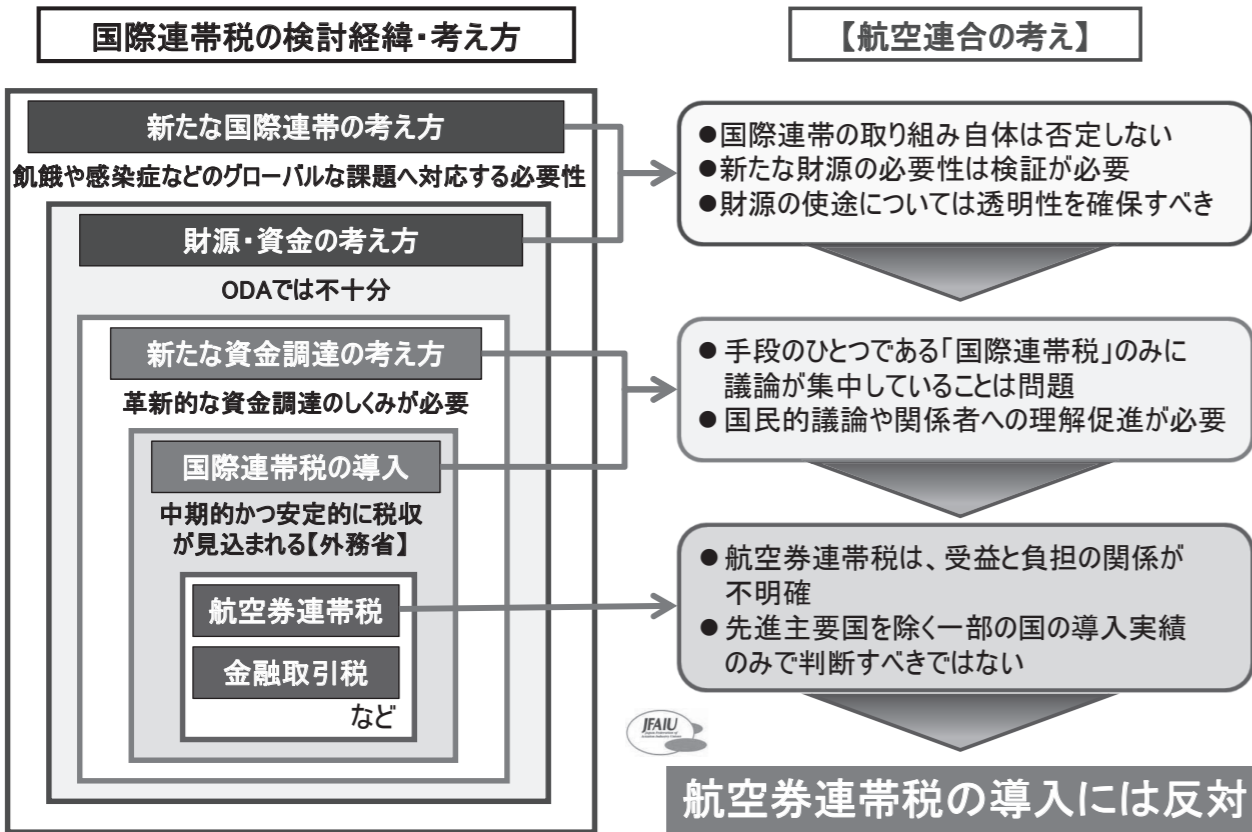 国際連帯税の検討経緯・考え方
新たな国際連帯の考え方
飢餓や感染症などのグローバルな課題へ対応する必要性
財源・資金の考え方
ODAでは不十分
新たな資金調達の考え方
革新的な資金調達のしくみが必要
国際連帯税の導入
中期的かつ安定的に税収
が見込まれる【外務省】
航空券連帯税
金融取引税
など
【航空連合の考え】
●国際連帯の取り組み自体は否定しない
●新たな財源の必要性は検証が必要
●財源の使途については透明性を確保すべき
●手段のひとつである「国際連帯税」のみに
議論が集中していることは問題
●国民的議論や関係者への理解促進が必要
●航空券連帯税は、受益と負担の関係が
不明確
●先進主要国を除く一部の国の導入実績
のみで判断すべきではない
JFAIU
航空券連帯税の導入には反対